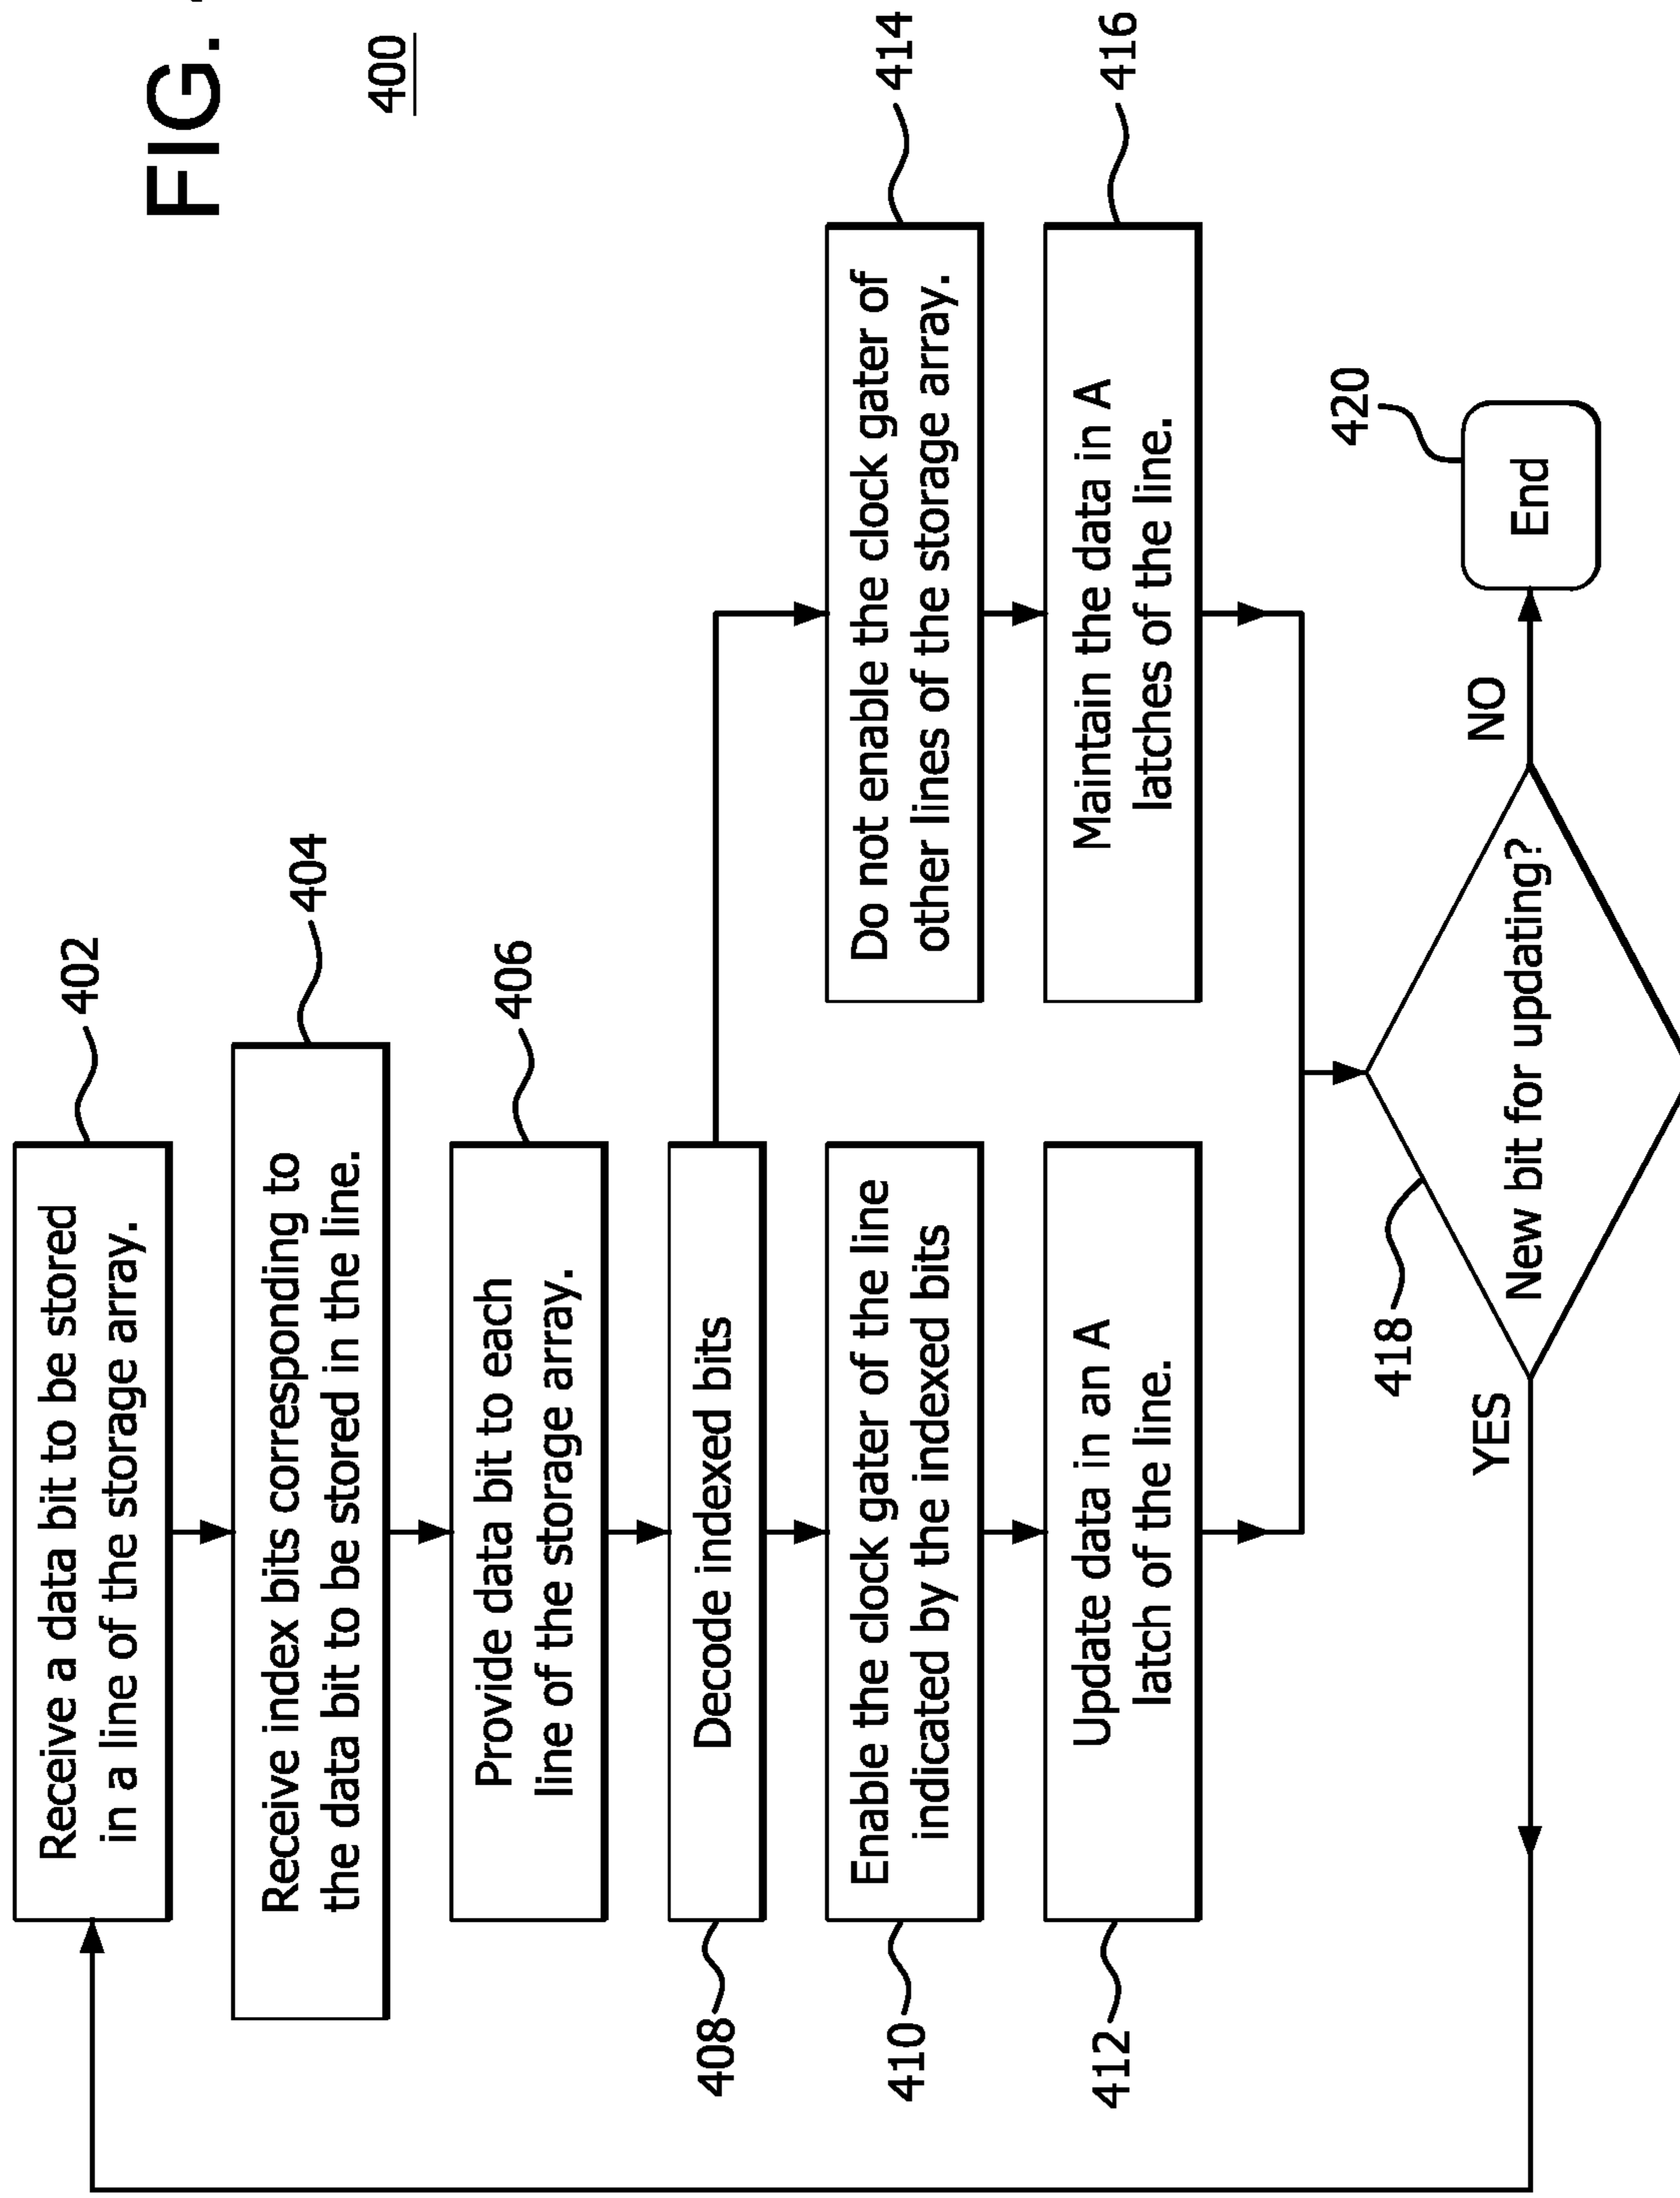 FIG.
400
402
Receive a data bit to be stored
in a line of the storage array.
404
Receive index bits corresponding to
the data bit to be stored in the line.
406
Provide data bit to each
line of the storage array.
408
Decode indexed bits
410
Enable the clock gater of the line
indicated by the indexed bits
414
Do not enable the clock gater of
other lines of the storage array.
412
Update data in an A
latch of the line.
416
Maintain the data in A
latches of the line.
418
New bit for updating?
YES
NO
420
End